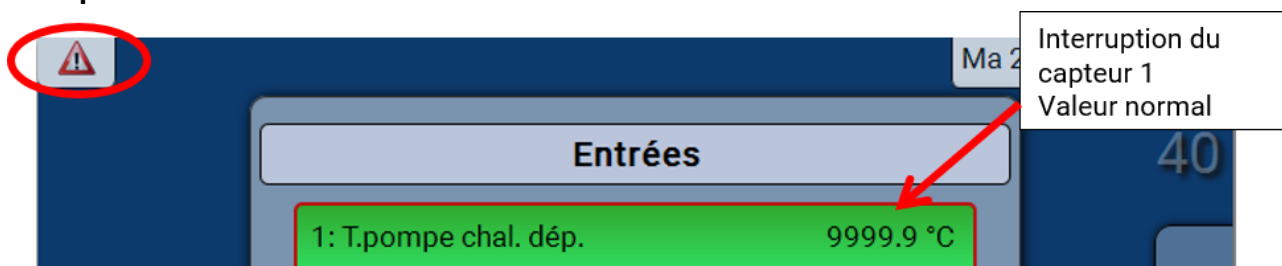 Ma 2
Interruption du
capteur 1
Valeur normal
Entrées
40
1: T.pompe chal. dép. 9999.9 °C